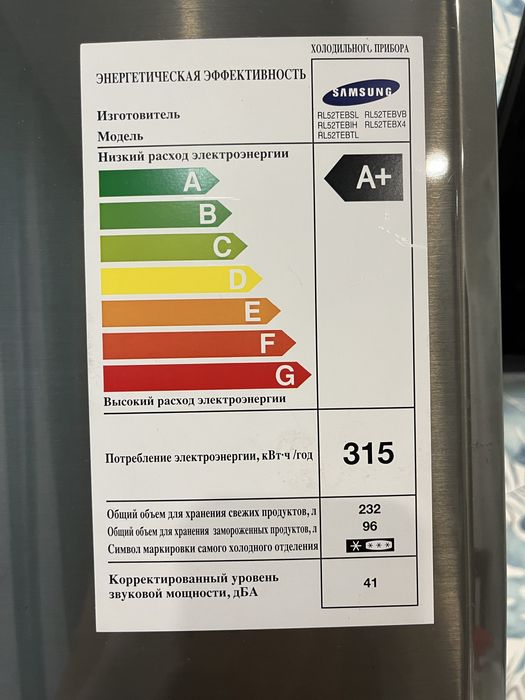 ХОЛОДИЛЬНОГО ПРИБОРА
ЭНЕРГЕТИЧЕСКАЯ ЭФФЕКТИВНОСТЬ
SAMSUNG
Изготовитель
RL52TEBSL RL52TEBVB
Модель
RL52TEBIH RL52TEBX4
RL52TEBTL
Низкий расход электроэнергии
A
A+
B
C
D
E
F
G
Высокий расход электроэнергии
Потребление электроэнергии, кВт·ч /год 315
Общий объем для хранения свежих продуктов, л 232
Общий объем для хранения замороженных продуктов, л 96
Символ маркировки самого холодного отделения
Корректированный уровень
звуковой мощности, дБА 41